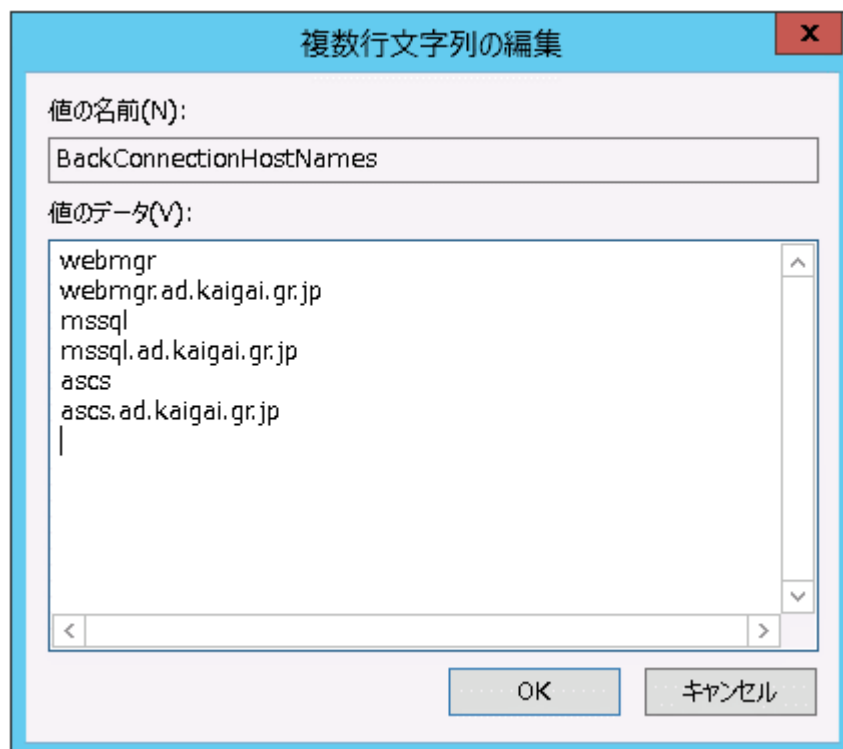 複数行文字列の編集
x
値の名前(N):
BackConnectionHostNames
値のデータ(V):
webmgr
webmgr.ad.kaigai.gr.jp
mssql
mssql.ad.kaigai.gr.jp
ascs
ascs.ad.kaigai.gr.jp
OK
キャンセル